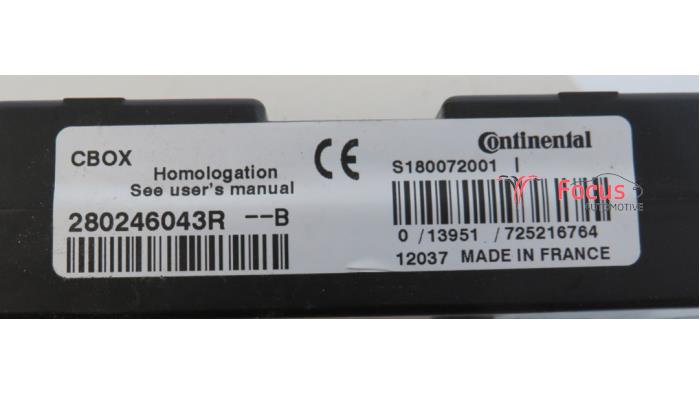 CBOX
Homologation
See user's manual
280246043R --B
CE
Continental
S180072001 I
0 /13951 /725216764
12037 MADE IN FRANCE
Focus
AUTOMOTIVE